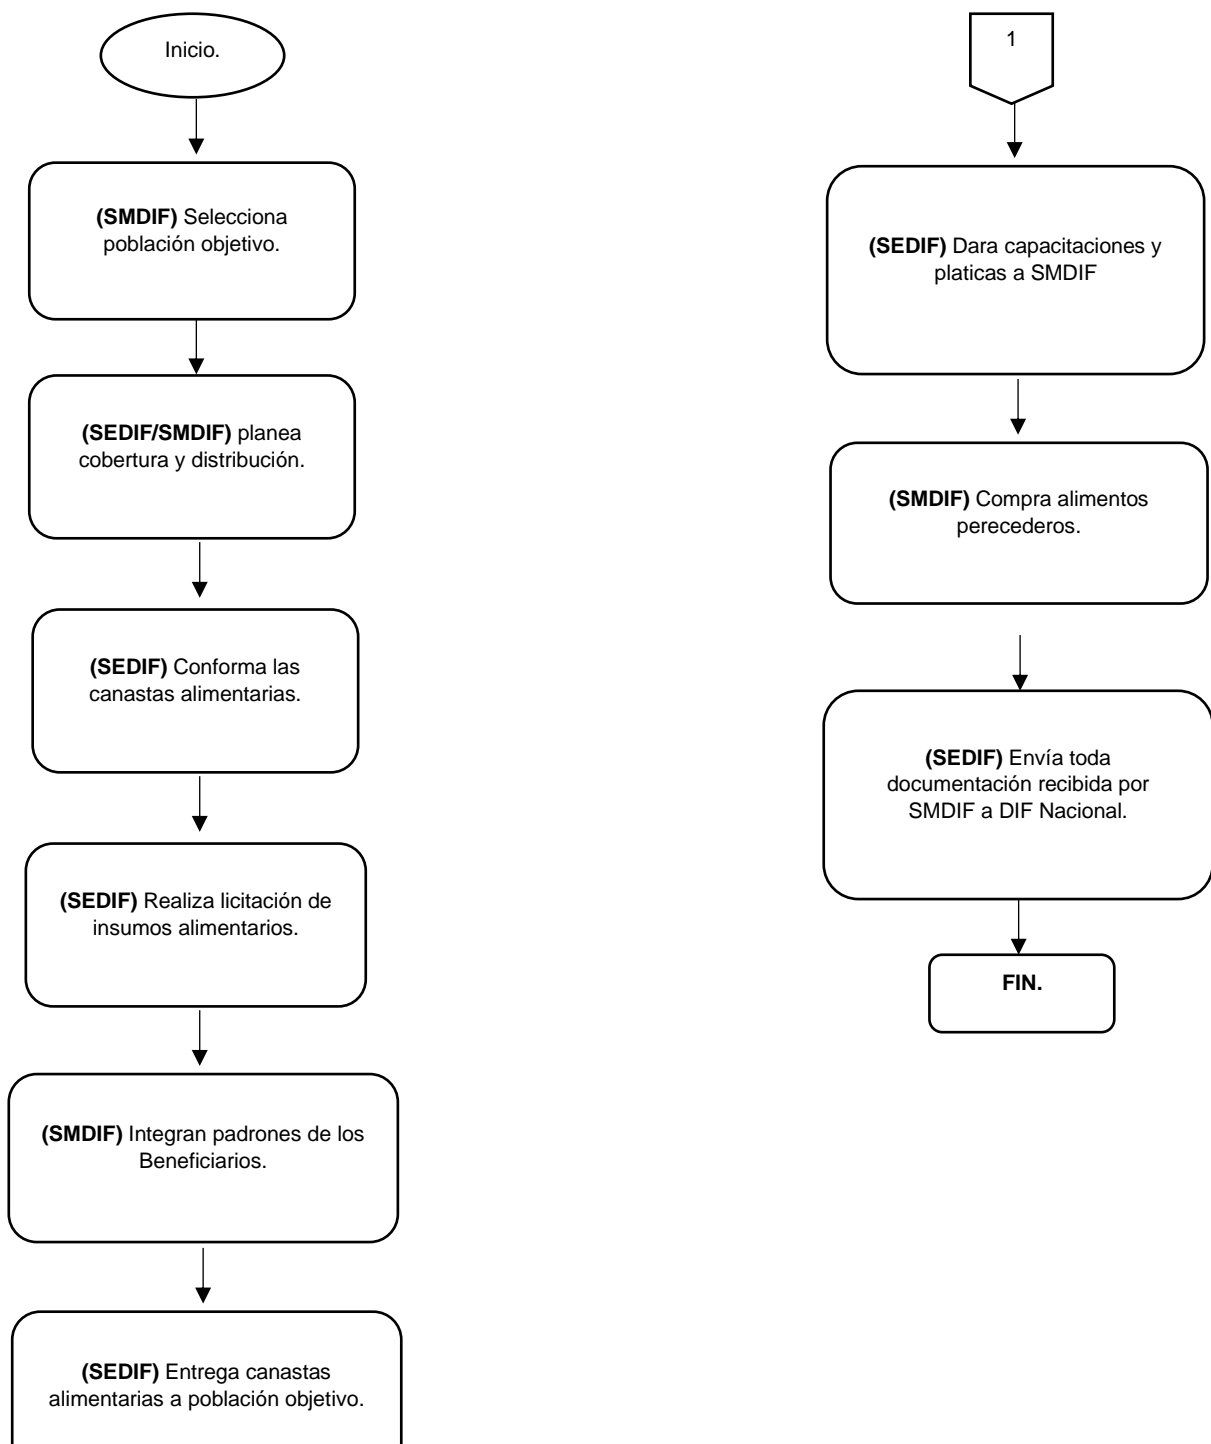 Inicio.
(SMDIF) Selecciona
población objetivo.
(SEDIF/SMDIF) planea
cobertura y distribución.
(SEDIF) Conforma las
canastas alimentarias.
(SEDIF) Realiza licitación de
insumos alimentarios.
(SMDIF) Integran padrones de los
Beneficiarios.
(SEDIF) Entrega canastas
alimentarias a población objetivo.
1
(SEDIF) Dara capacitaciones y
platicas a SMDIF
(SMDIF) Compra alimentos
perecederos.
(SEDIF) Envía toda
documentación recibida por
SMDIF a DIF Nacional.
FIN.